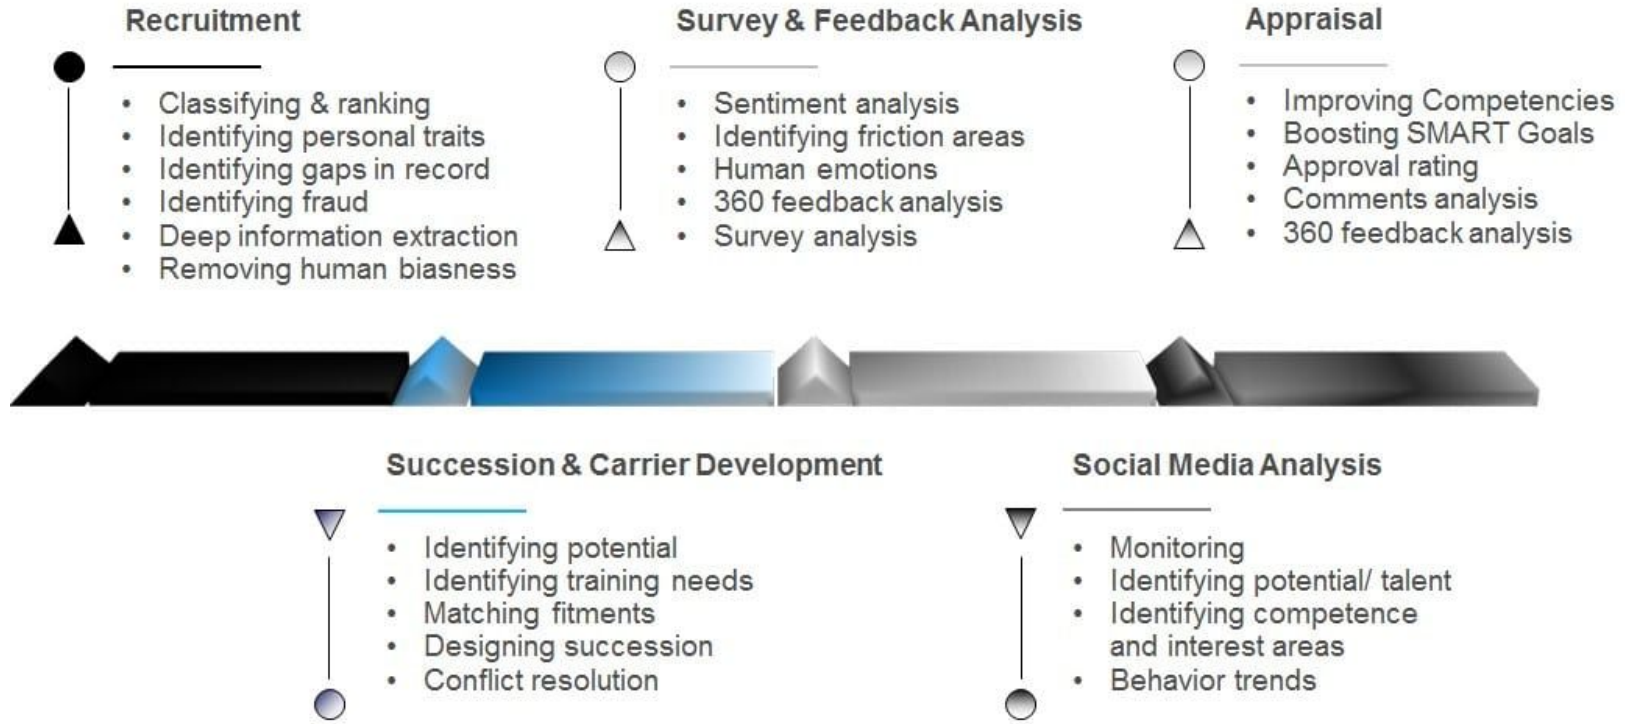 Recruitment
• Classifying & ranking
• Identifying personal traits
• Identifying gaps in record
• Identifying fraud
• Deep information extraction
• Removing human biasness
Survey & Feedback Analysis
• Sentiment analysis
• Identifying friction areas
• Human emotions
• 360 feedback analysis
• Survey analysis
Appraisal
• Improving Competencies
• Boosting SMART Goals
• Approval rating
• Comments analysis
• 360 feedback analysis
Succession & Carrier Development
• Identifying potential
• Identifying training needs
• Matching fitments
• Designing succession
• Conflict resolution
Social Media Analysis
• Monitoring
• Identifying potential/ talent
• Identifying competence
and interest areas
• Behavior trends